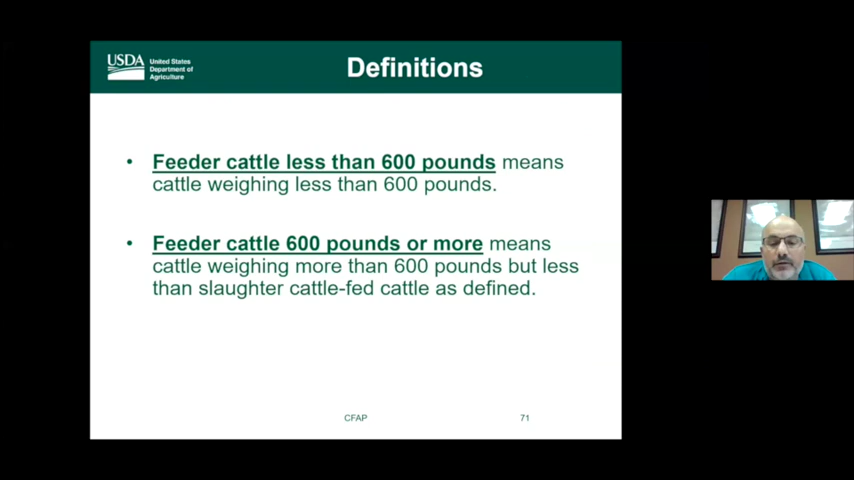 USDA
United States
Department of
Agriculture
Definitions
• Feeder cattle less than 600 pounds means
cattle weighing less than 600 pounds.
• Feeder cattle 600 pounds or more means
cattle weighing more than 600 pounds but less
than slaughter cattle-fed cattle as defined.
CFAP
71